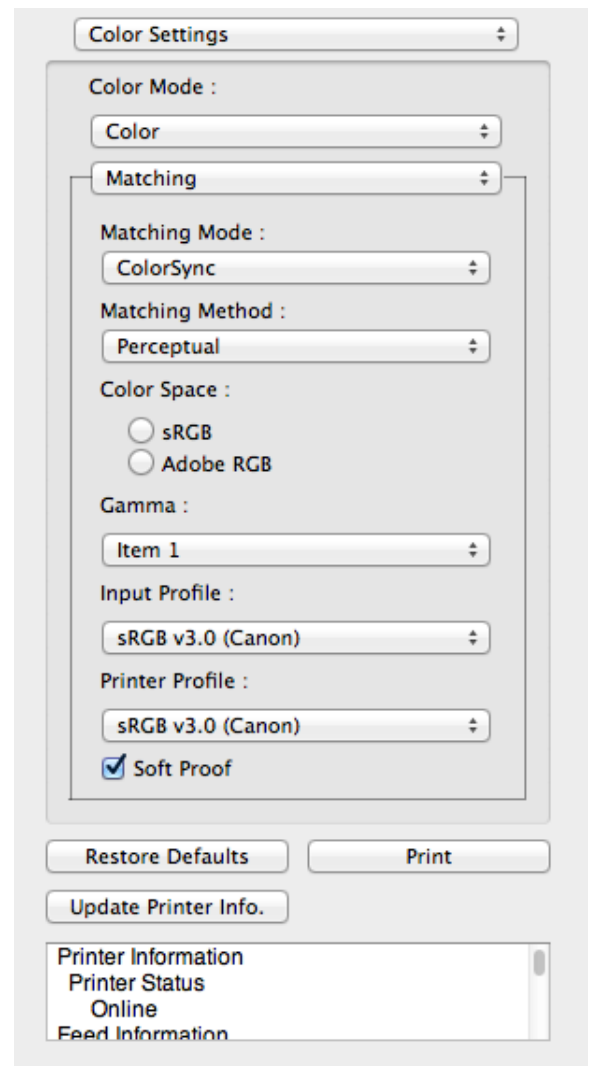 Color Settings
Color Mode :
Color
Matching
Matching Mode :
ColorSync
Matching Method :
Perceptual
Color Space :
sRGB
Adobe RGB
Gamma :
Item 1
Input Profile :
sRGB v3.0 (Canon)
Printer Profile :
sRGB v3.0 (Canon)
Soft Proof
Restore Defaults
Print
Update Printer Info.
Printer Information
Printer Status
Online
Feed Information